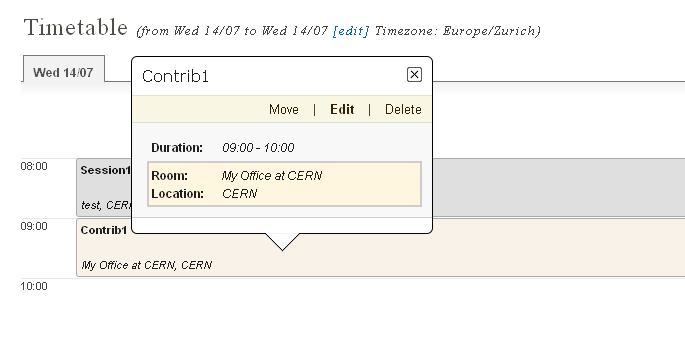 Timetable (from Wed 14/07 to Wed 14/07 [edit] Timezone: Europe/Zurich)
Wed 14/07
Contrib1
Move | Edit | Delete
Duration: 09:00 - 10:00
Room: My Office at CERN
Location: CERN
08:00
Session1
test, CER
09:00
Contrib1
My Office at CERN, CERN
10:00